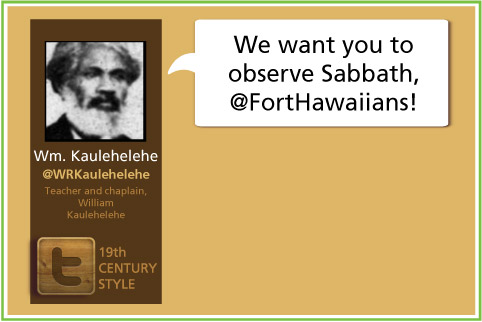 We want you to
observe Sabbath,
@FortHawaiians!
Wm. Kaulehelehe
@WRKaulehelehe
Teacher and chaplain,
William
Kaulehelehe
t
19th
CENTURY
STYLE